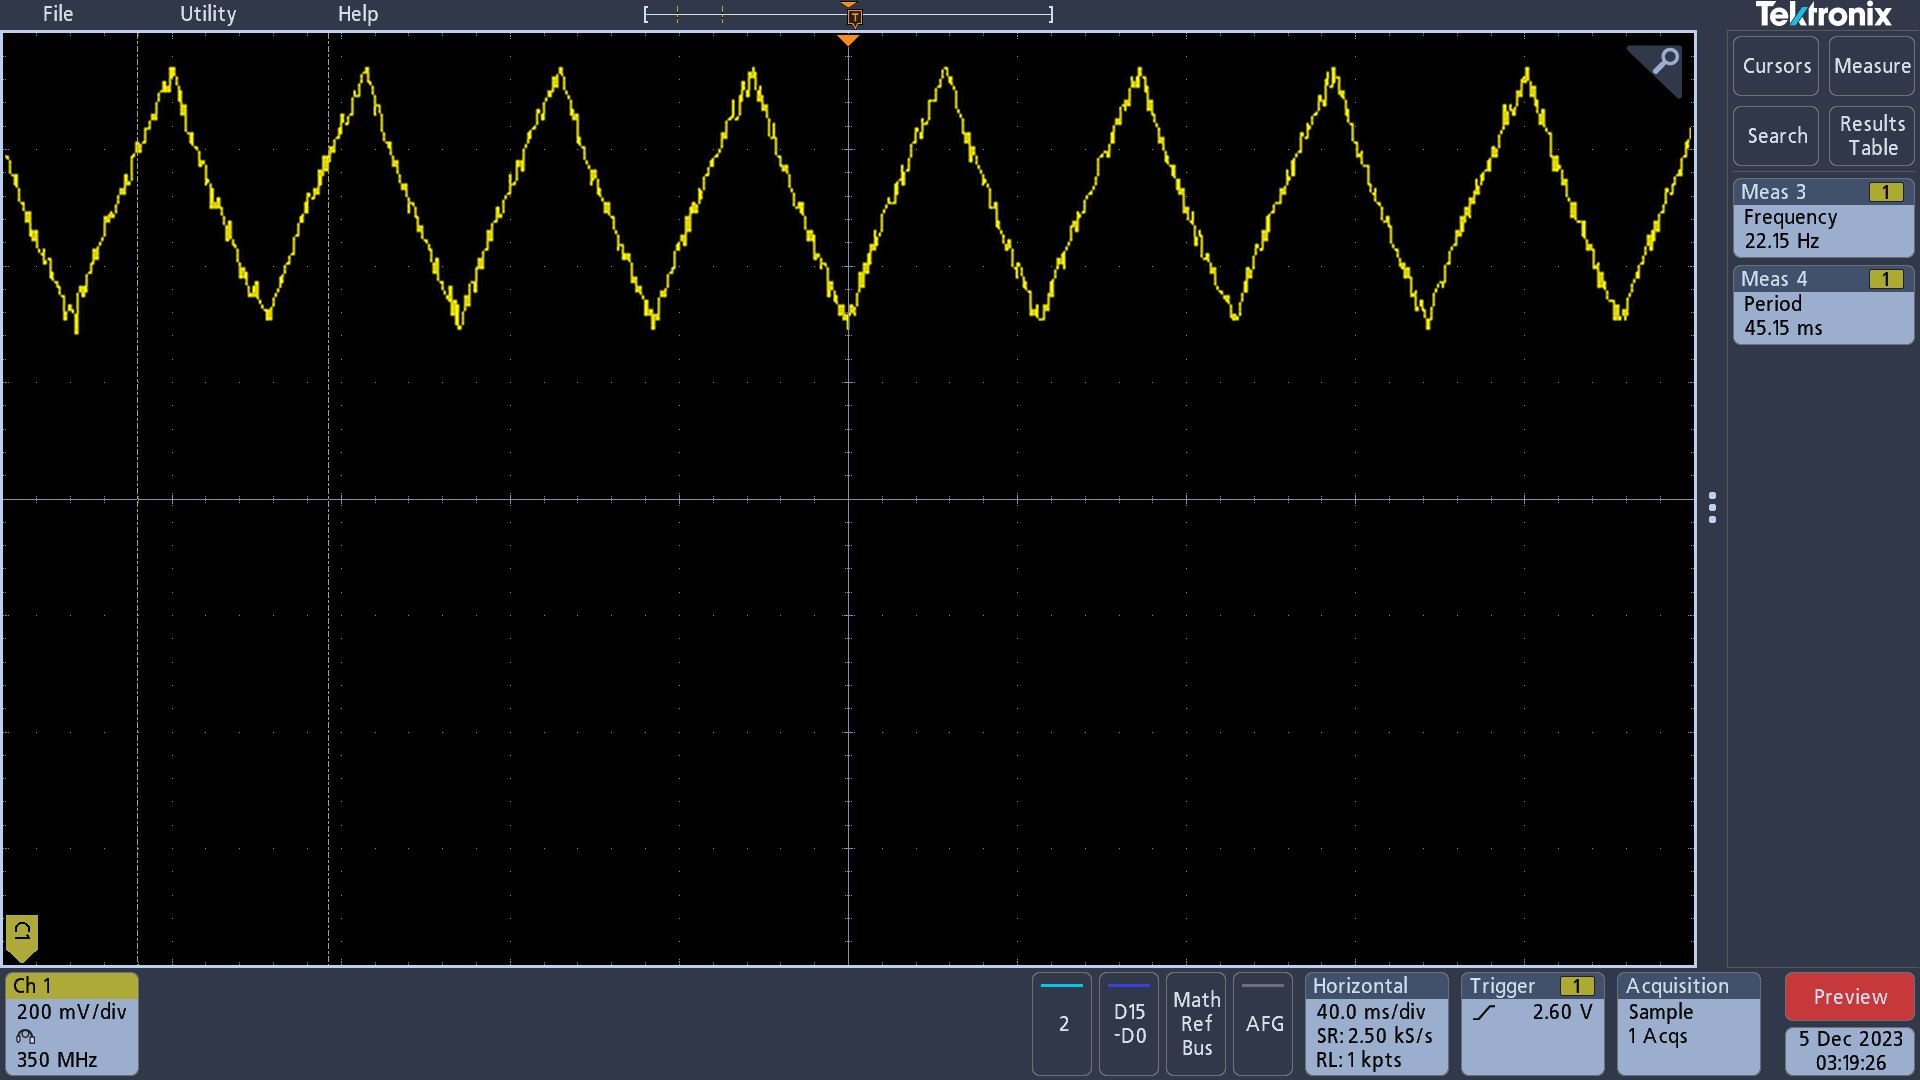 File Utility Help
T
Tektronix
Cursors Measure
Search Results Table
Meas 3 1
Frequency
22.15 Hz
Meas 4 1
Period
45.15 ms
C1
Ch 1
200 mV/div
350 MHz
2
D15
-D0
Math
Ref
Bus
AFG
Horizontal
40.0 ms/div
SR: 2.50 kS/s
RL: 1 kpts
Trigger 1
2.60 V
Acquisition
Sample
1 Acqs
Preview
5 Dec 2023
03:19:26